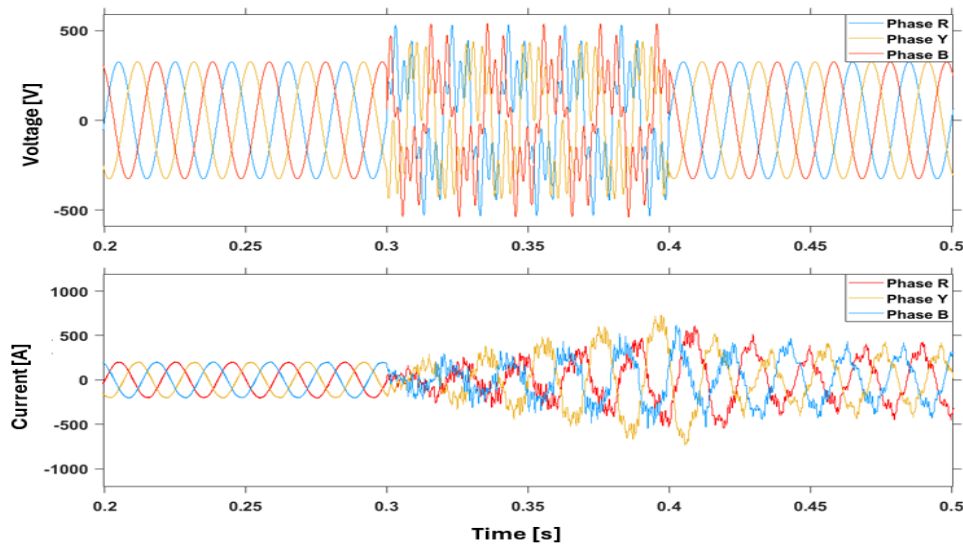 Phase R
Phase Y
Phase B
Voltage [V]
500
0
-500
0.2 0.25 0.3 0.35 0.4 0.45 0.5
Phase R
Phase Y
Phase B
Current [A]
1000
500
0
-500
-1000
0.2 0.25 0.3 0.35 0.4 0.45 0.5
Time [s]